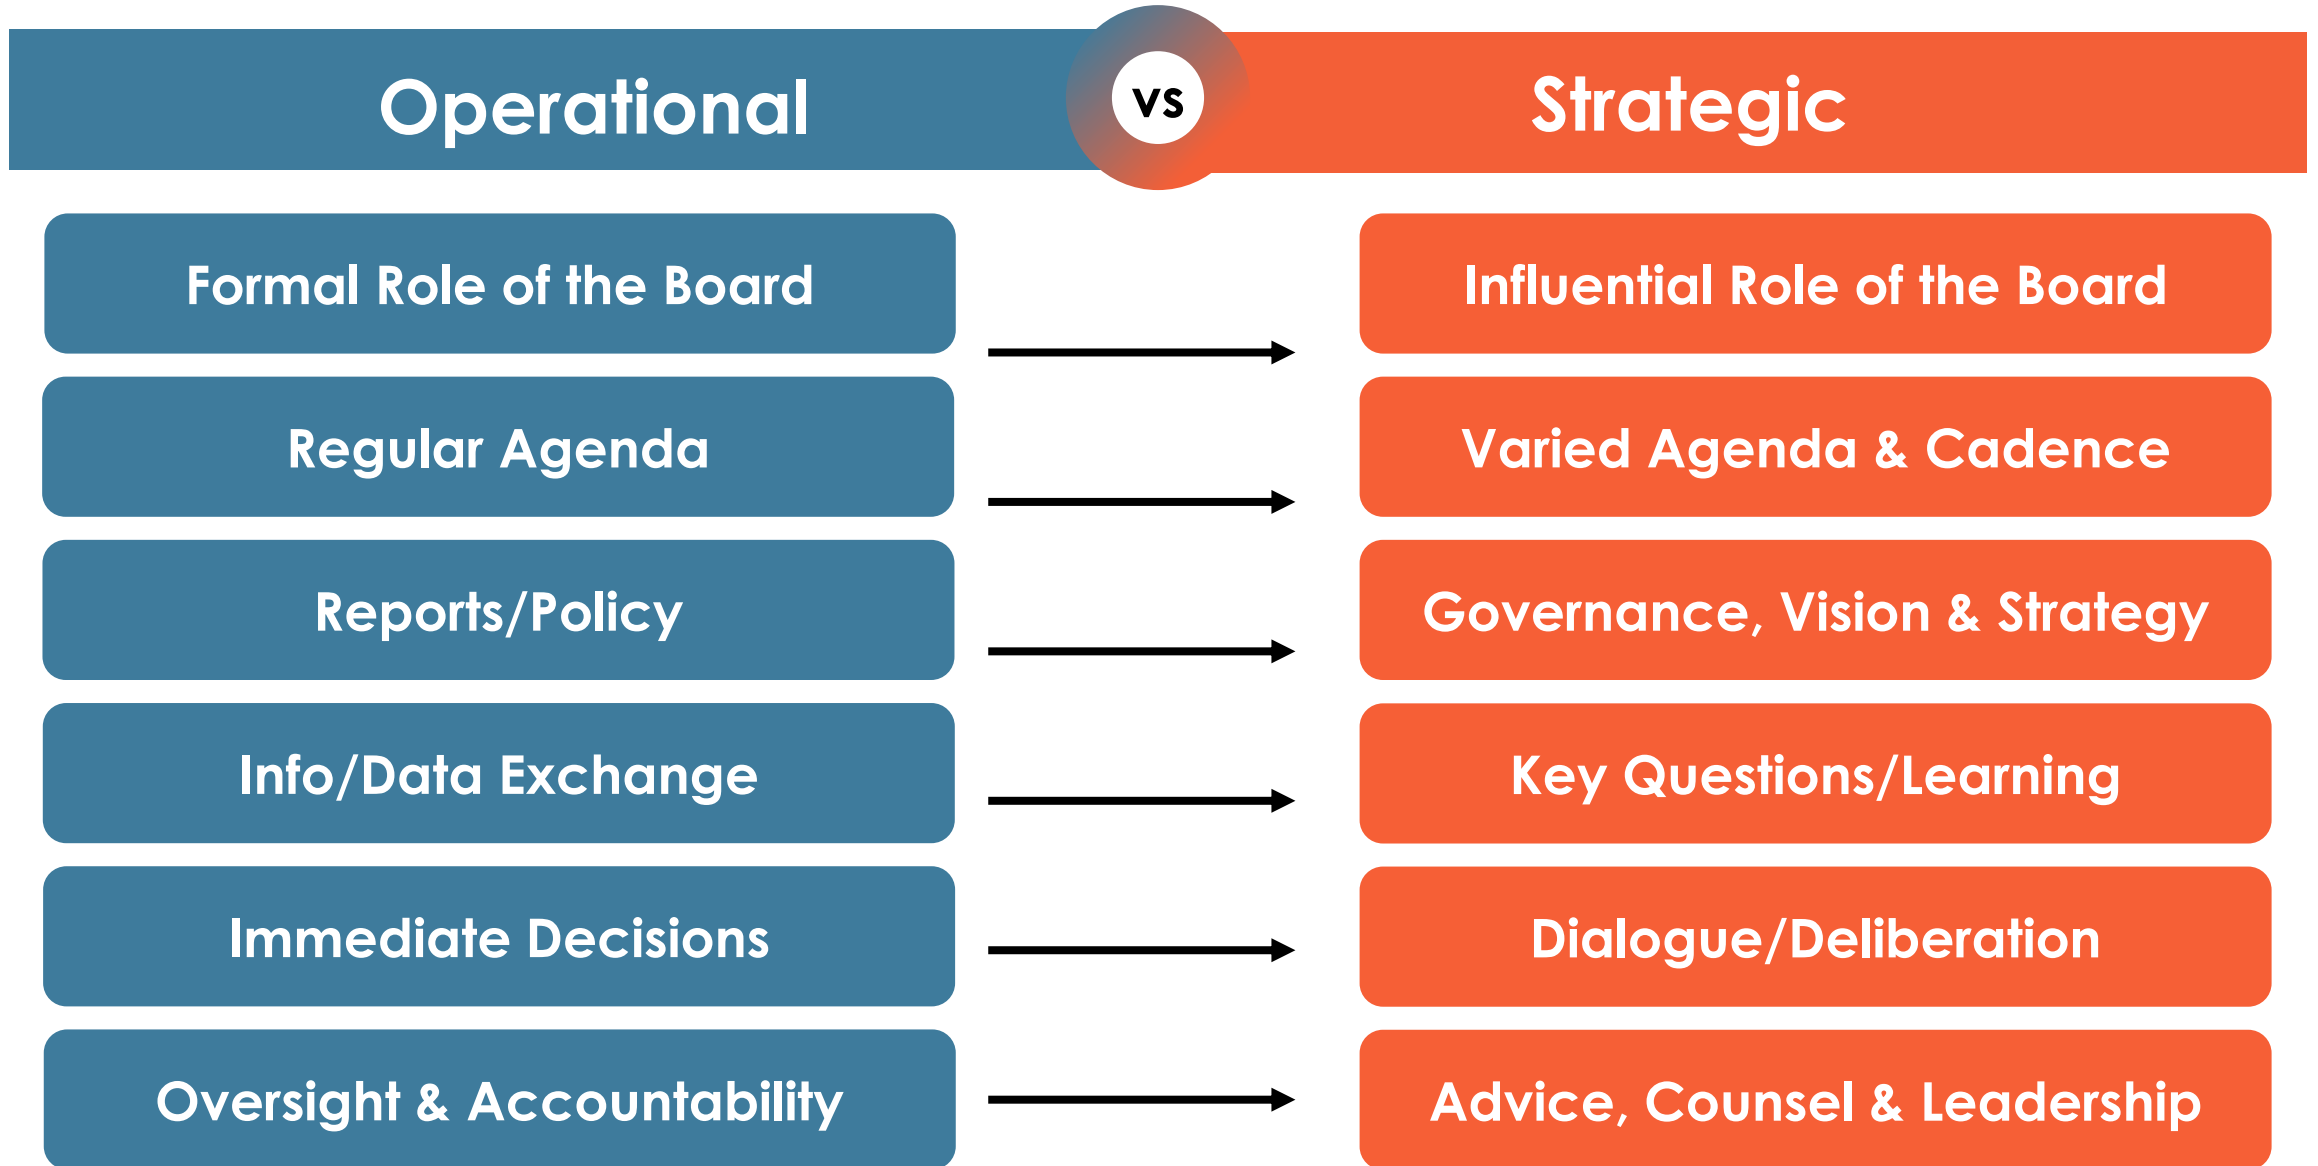 Operational
vs
Strategic
Formal Role of the Board
Influential Role of the Board
Regular Agenda
Varied Agenda & Cadence
Reports/Policy
Governance, Vision & Strategy
Info/Data Exchange
Key Questions/Learning
Immediate Decisions
Dialogue/Deliberation
Oversight & Accountability
Advice, Counsel & Leadership